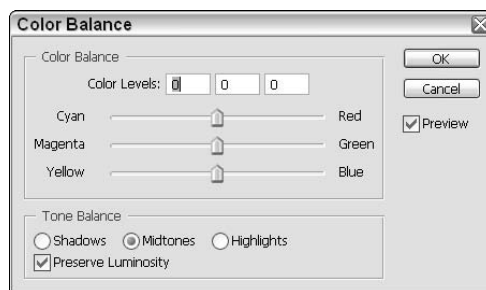 Color Balance
Color Balance
Color Levels: 0 0 0
Cyan Red
Magenta Green
Yellow Blue
Tone Balance
Shadows Midtones Highlights
Preserve Luminosity
OK
Cancel
Preview